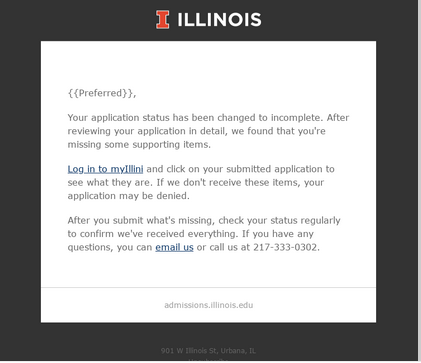 ILLINOIS
{{Preferred}},
Your application status has been changed to incomplete. After
reviewing your application in detail, we found that you're
missing some supporting items.
Log in to myIllini and click on your submitted application to
see what they are. If we don't receive these items, your
application may be denied.
After you submit what's missing, check your status regularly
to confirm we've received everything. If you have any
questions, you can email us or call us at 217-333-0302.
admissions.illinois.edu
901 W Illinois St, Urbana, IL